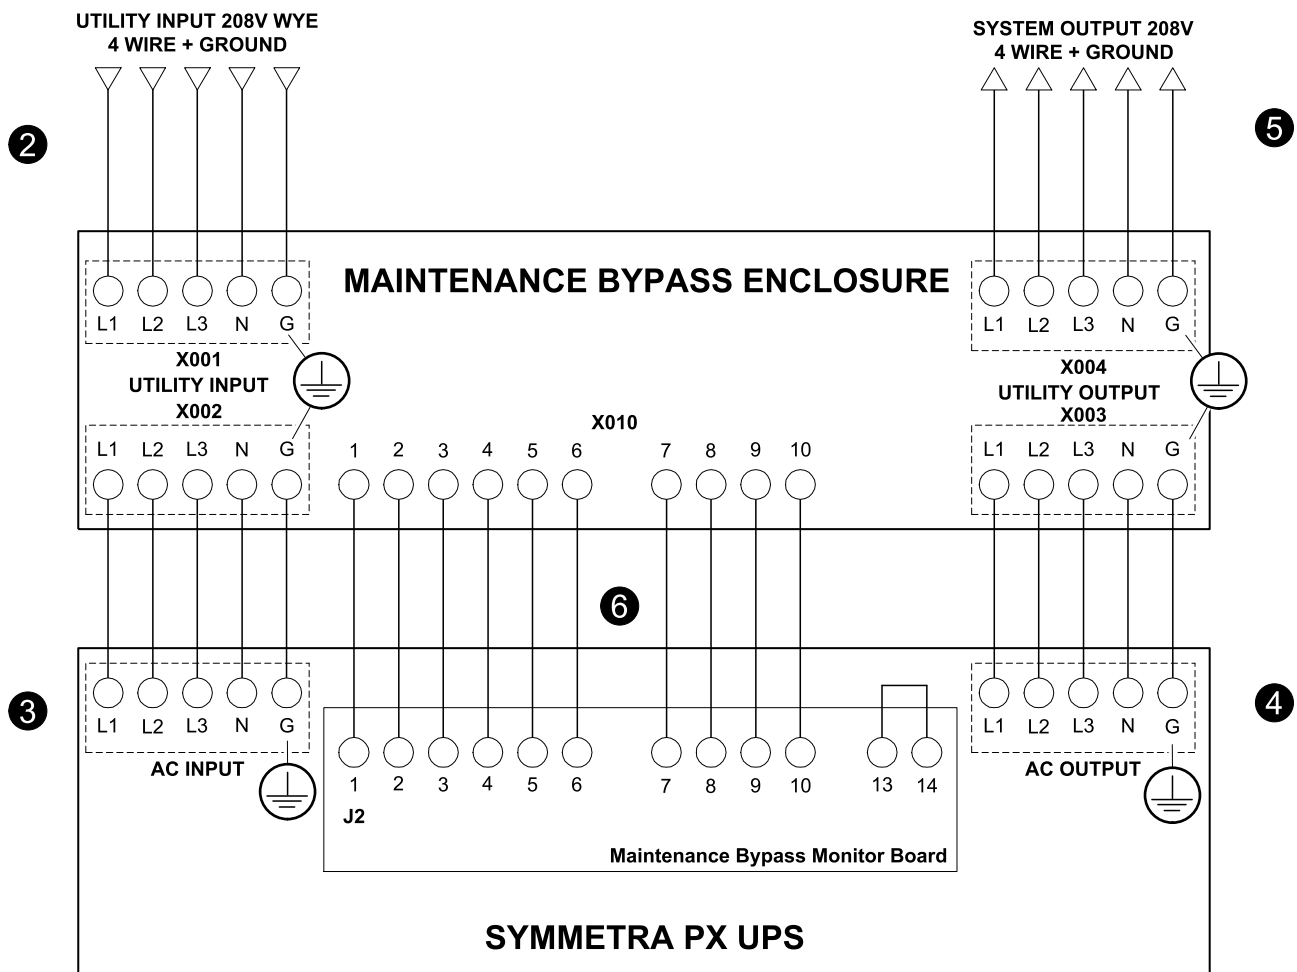 UTILITY INPUT 208V WYE
4 WIRE + GROUND
SYSTEM OUTPUT 208V
4 WIRE + GROUND
2
5
MAINTENANCE BYPASS ENCLOSURE
L1 L2 L3 N G
L1 L2 L3 N G
X001
UTILITY INPUT
X002
X004
UTILITY OUTPUT
X003
X010
L1 L2 L3 N G
1 2 3 4 5 6 7 8 9 10
L1 L2 L3 N G
6
3
4
L1 L2 L3 N G
AC INPUT
L1 L2 L3 N G
AC OUTPUT
1 2 3 4 5 6 7 8 9 10 13 14
J2
Maintenance Bypass Monitor Board
SYMMETRA PX UPS